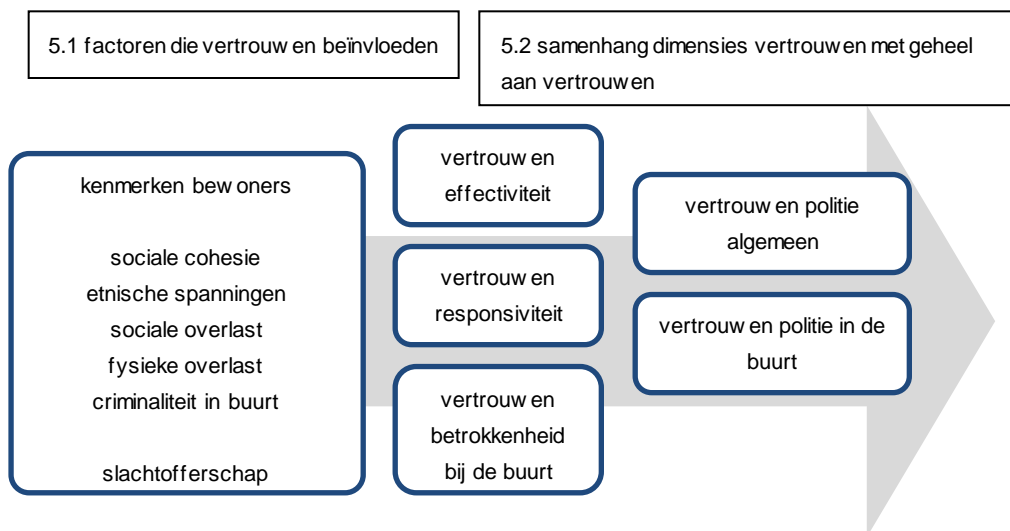 5.1 factoren die vertrouwen beïnvloeden
5.2 samenhang dimensies vertrouwen met geheel
aan vertrouwen
kenmerken bewoners
sociale cohesie
etnische spanningen
sociale overlast
fysieke overlast
criminaliteit in buurt
slachtofferschap
vertrouwen
effectiviteit
vertrouwen
responsiviteit
vertrouwen
betrokkenheid
bij de buurt
vertrouwen politie
algemeen
vertrouwen politie in de
buurt